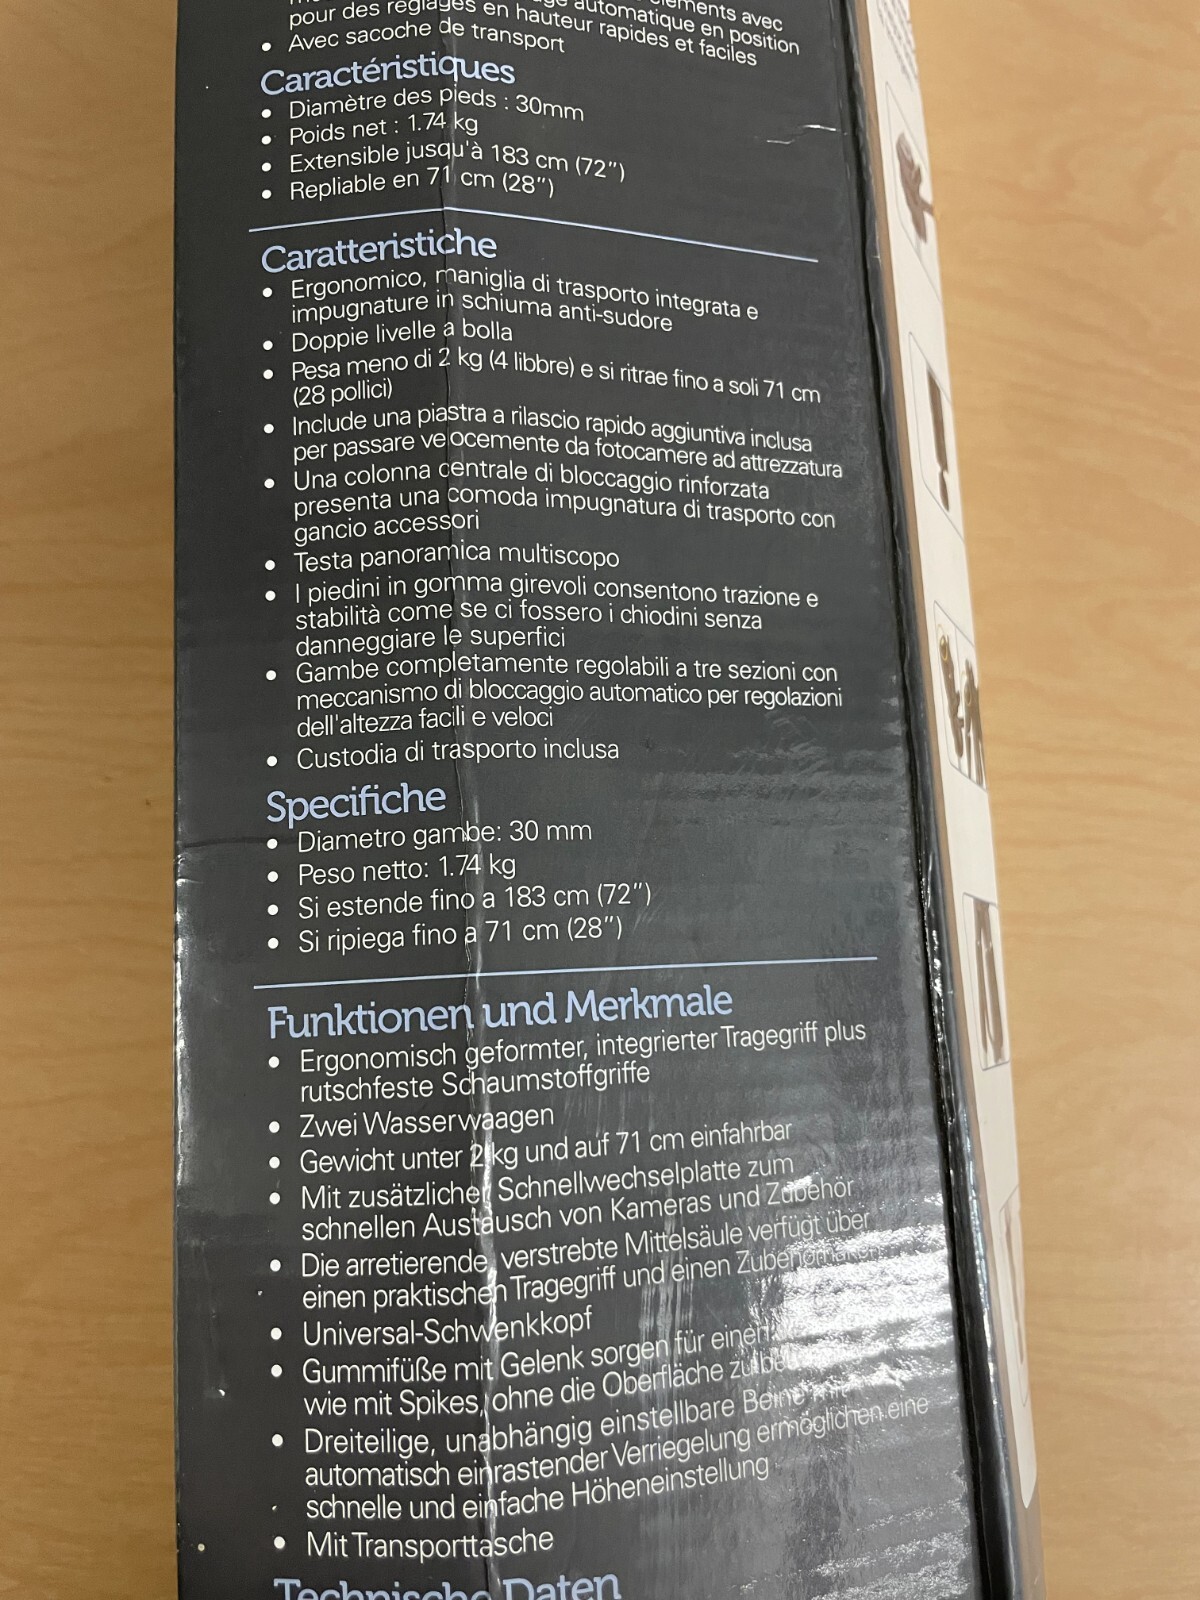 éléments avec
automatique en position
pour des réglages en hauteur rapides et faciles
• Avec sacoche de transport
Caractéristiques
• Diamètre des pieds : 30mm
• Poids net : 1.74 kg
• Extensible jusqu'à 183 cm (72")
• Repliable en 71 cm (28")
Caratteristiche
• Ergonomico, maniglia di trasporto integrata e
impugnature in schiuma anti-sudore
• Doppie livelle a bolla
• Pesa meno di 2 kg (4 libbre) e si ritrae fino a soli 71 cm
(28 pollici)
• Include una piastra a rilascio rapido aggiuntiva inclusa
per passare velocemente da fotocamere ad attrezzatura
• Una colonna centrale di bloccaggio rinforzata
presenta una comoda impugnatura di trasporto con
gancio accessori
• Testa panoramica multiscopo
• I piedini in gomma girevoli consentono trazione e
stabilità come se ci fossero i chiodini senza
danneggiare le superfici
• Gambe completamente regolabili a tre sezioni con
meccanismo di bloccaggio automatico per regolazioni
dell'altezza facili e veloci
• Custodia di trasporto inclusa
Specifiche
• Diametro gambe: 30 mm
• Peso netto: 1.74 kg
• Si estende fino a 183 cm (72")
• Si ripiega fino a 71 cm (28")
Funktionen und Merkmale
• Ergonomisch geformter, integrierter Tragegriff plus
rutschfeste Schaumstoffgriffe
• Zwei Wasserwaagen
• Gewicht unter 2 kg und auf 71 cm einfahrbar
• Mit zusätzlicher Schnellwechselplatte zum
schnellen Austausch von Kameras und Zubehör
• Die arretierende, verstrebte Mittelsäule verfügt über
einen praktischen Tragegriff und einen
• Universal-Schwenkkopf
• Gummifüße mit Gelenk sorgen für einen
wie mit Spikes, ohne die Oberfläche zu
• Dreiteilige, unabhängig einstellbare Beine mit
automatisch einrastender Verriegelung ermöglichen eine
schnelle und einfache Höheneinstellung
• Mit Transporttasche
Technische Daten